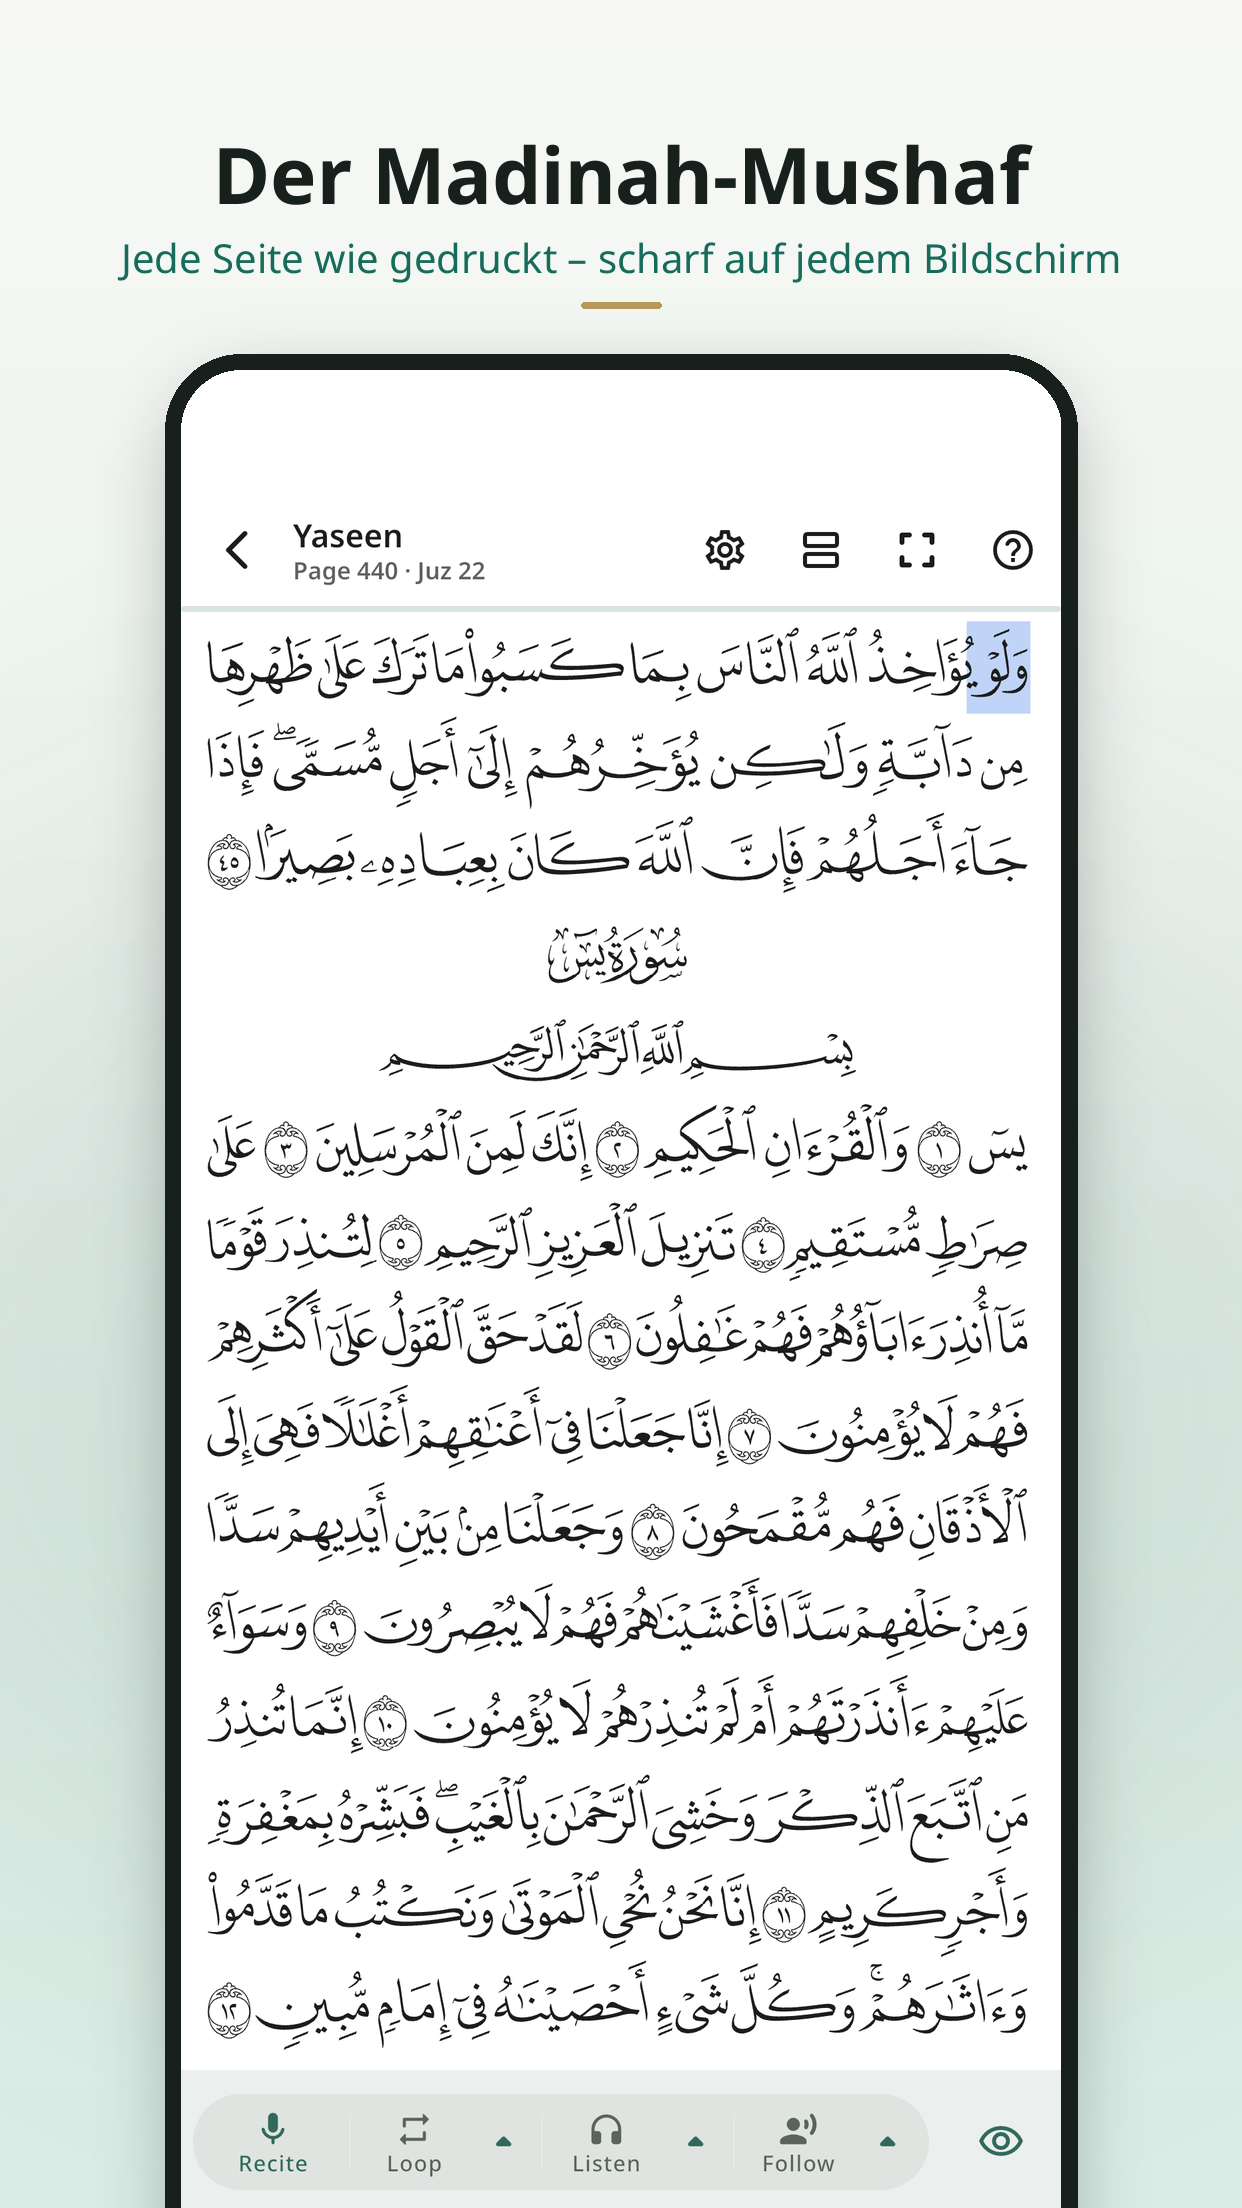 Der Madinah-Mushaf
Jede Seite wie gedruckt – scharf auf jedem Bildschirm
Yaseen
Page 440 · Juz 22
وَلَوْ يُؤَاخِذُ ٱللَّهُ ٱلنَّاسَ بِمَا كَسَبُوا۟ مَا تَرَكَ عَلَىٰ ظَهْرِهَا
مِن دَآبَّةٍ وَلَٰكِن يُؤَخِّرُهُمْ إِلَىٰٓ أَجَلٍ مُّسَمًّى ۖ فَإِذَا
جَآءَ أَجَلُهُمْ فَإِنَّ ٱللَّهَ كَانَ بِعِبَادِهِۦ بَصِيرًۢا ٤٥
سُورَةُ يسٓ
بِسْمِ ٱللَّهِ ٱلرَّحْمَٰنِ ٱلرَّحِيمِ
يسٓ ١ وَٱلْقُرْءَانِ ٱلْحَكِيمِ ٢ إِنَّكَ لَمِنَ ٱلْمُرْسَلِينَ ٣ عَلَىٰ
صِرَٰطٍ مُّسْتَقِيمٍ ٤ تَنزِيلَ ٱلْعَزِيزِ ٱلرَّحِيمِ ٥ لِتُنذِرَ قَوْمًا
مَّآ أُنذِرَ ءَابَآؤُهُمْ فَهُمْ غَٰفِلُونَ ٦ لَقَدْ حَقَّ ٱلْقَوْلُ عَلَىٰٓ أَكْثَرِهِمْ
فَهُمْ لَا يُؤْمِنُونَ ٧ إِنَّا جَعَلْنَا فِىٓ أَعْنَٰقِهِمْ أَغْلَٰلًا فَهِىَ إِلَى
ٱلْأَذْقَانِ فَهُم مُّقْمَحُونَ ٨ وَجَعَلْنَا مِنۢ بَيْنِ أَيْدِيهِمْ سَدًّا
وَمِنْ خَلْفِهِمْ سَدًّا فَأَغْشَيْنَٰهُمْ فَهُمْ لَا يُبْصِرُونَ ٩ وَسَوَآءٌ
عَلَيْهِمْ ءَأَنذَرْتَهُمْ أَمْ لَمْ تُنذِرْهُمْ لَا يُؤْمِنُونَ ١٠ إِنَّمَا تُنذِرُ
مَنِ ٱتَّبَعَ ٱلذِّكْرَ وَخَشِىَ ٱلرَّحْمَٰنَ بِٱلْغَيْبِ ۖ فَبَشِّرْهُ بِمَغْفِرَةٍ
وَأَجْرٍ كَرِيمٍ ١١ إِنَّا نَحْنُ نُحْىِ ٱلْمَوْتَىٰ وَنَكْتُبُ مَا قَدَّمُوا۟
وَءَاثَٰرَهُمْ ۚ وَكُلَّ شَىْءٍ أَحْصَيْنَٰهُ فِىٓ إِمَامٍ مُّبِينٍ ١٢
Recite Loop Listen Follow